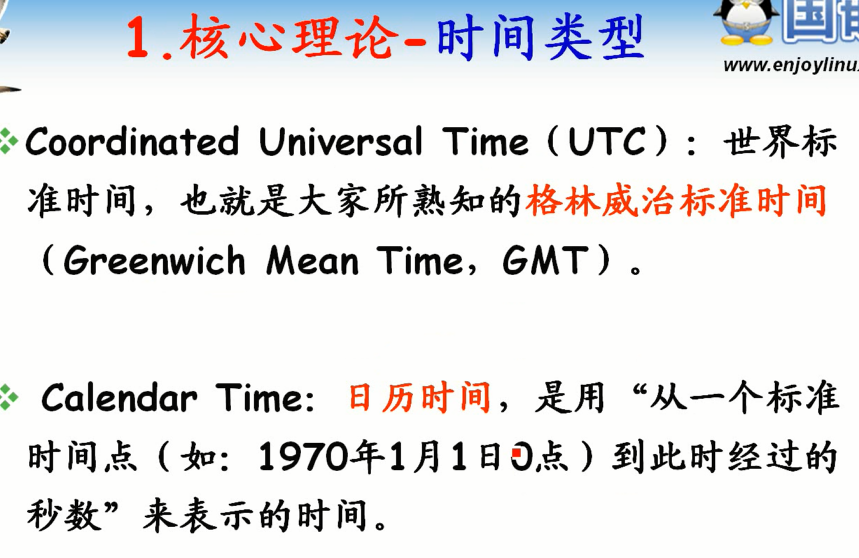 1.核心理论-时间类型
www.enjoylinu
Coordinated Universal Time（UTC）: 世界标
准时间，也就是大家所熟知的格林威治标准时间
（Greenwich Mean Time，GMT）。
Calendar Time: 日历时间，是用“从一个标准
时间点（如: 1970年1月1日0点）到此时经过的
秒数”来表示的时间。